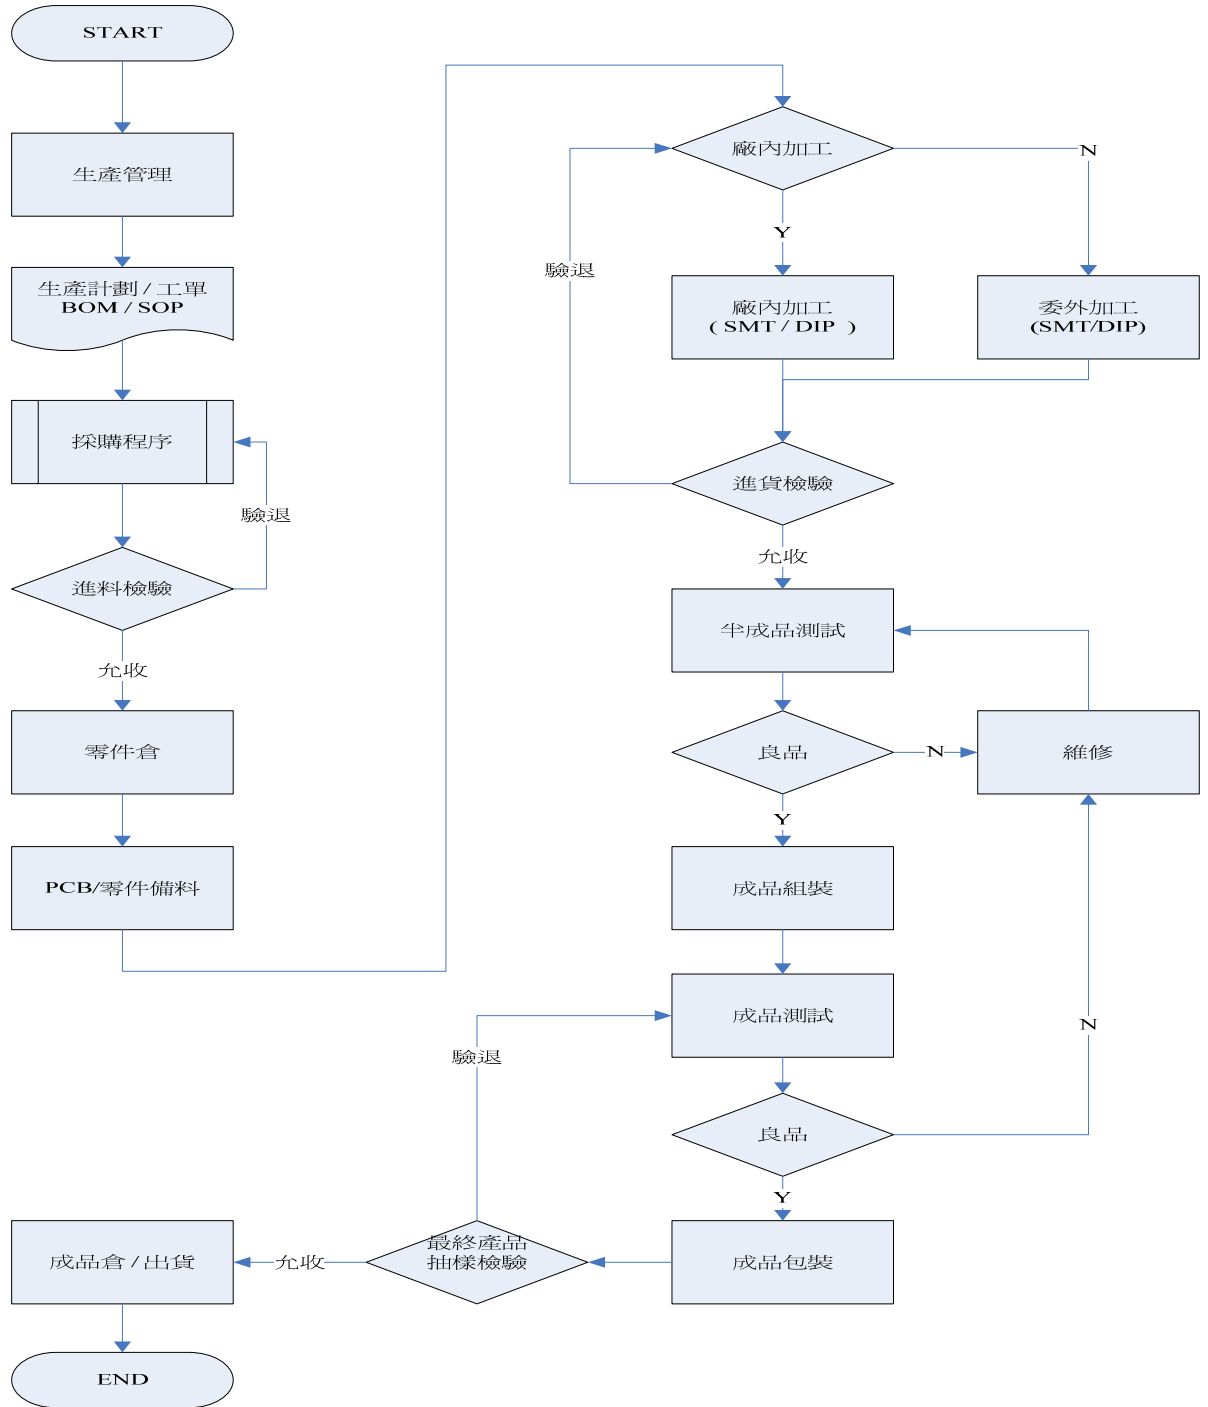 START
生產管理
生產計劃 / 工單
BOM / SOP
採購程序
驗退
進料檢驗
允收
零件倉
PCB/零件備料
廠內加工
N
Y
驗退
廠內加工
( SMT / DIP )
委外加工
(SMT/DIP)
進貨檢驗
允收
半成品測試
良品
N
維修
Y
成品組裝
成品測試
N
驗退
良品
Y
成品包裝
最終產品
抽樣檢驗
允收
成品倉 / 出貨
END